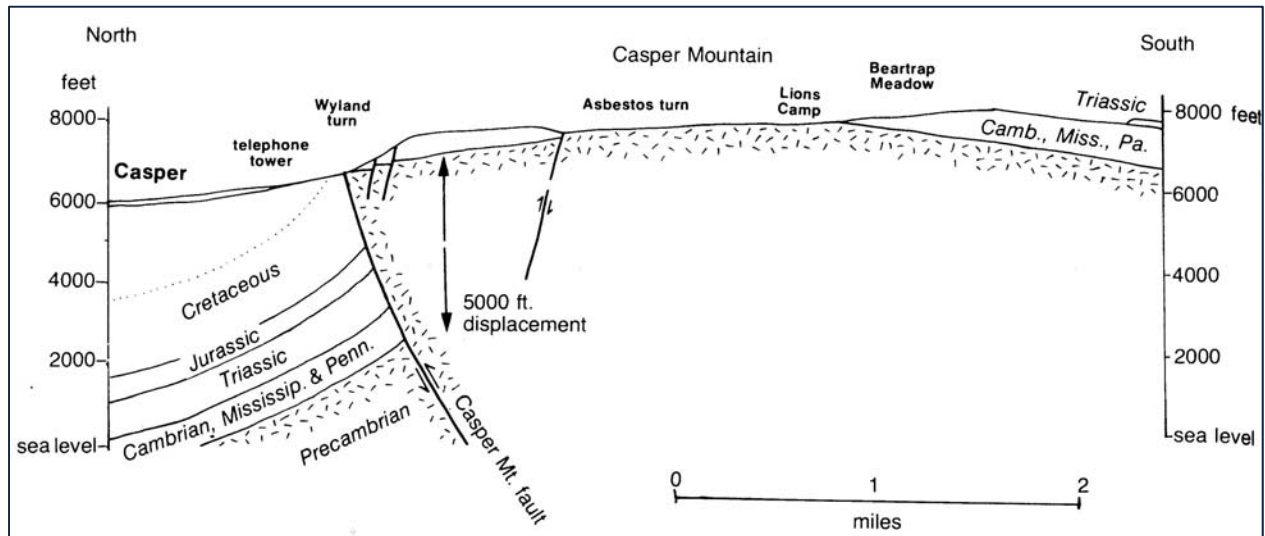 North
South
Casper Mountain
feet
Beartrap
Meadow
Wyland
turn
Asbestos turn
Lions
Camp
Triassic
8000
8000 feet
telephone
tower
Camb., Miss., Pa.
Casper
6000
6000
4000
4000
Cretaceous
5000 ft.
displacement
2000
2000
Jurassic
Triassic
Cambrian, Mississip. & Penn.
Precambrian
Casper Mt. fault
sea level
sea level
0
1
2
miles